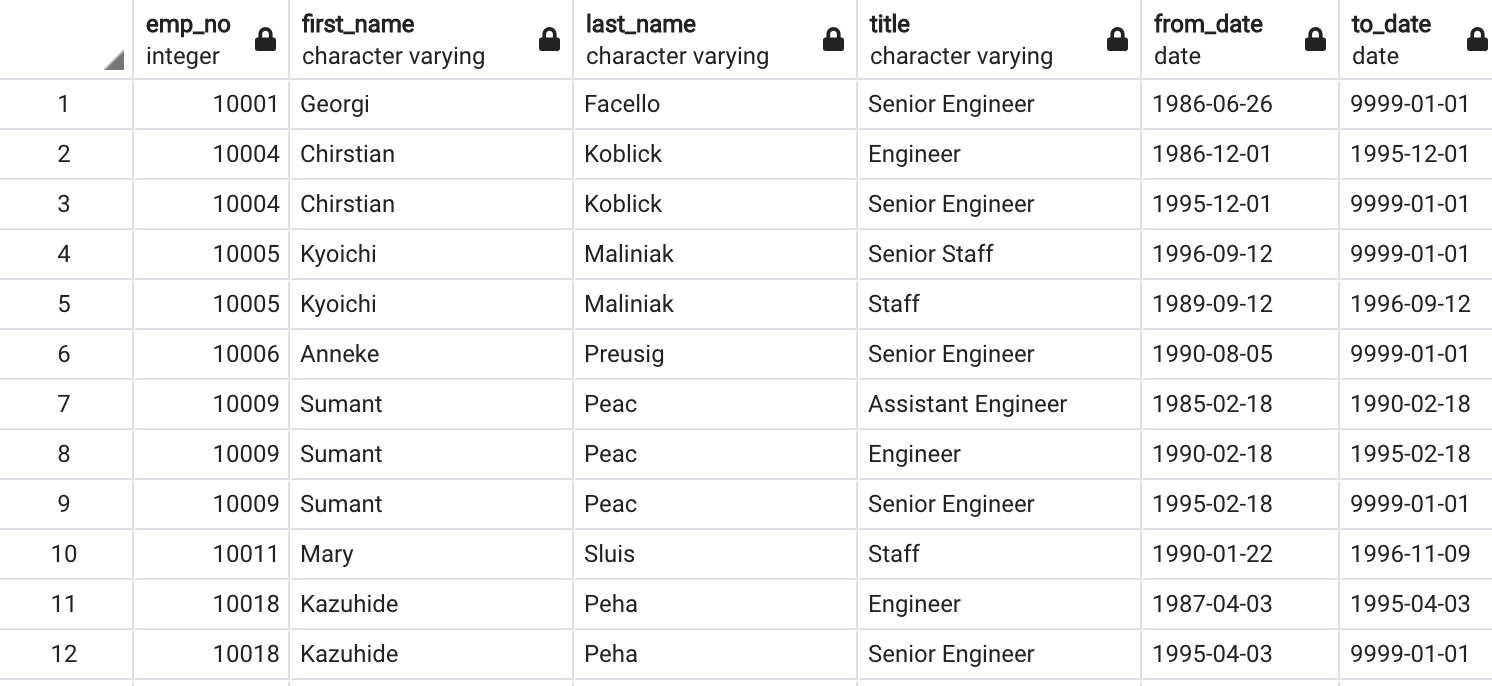 emp_no first_name last_name title from_date to_date
integer character varying character varying character varying date date
1 10001 Georgi Facello Senior Engineer 1986-06-26 9999-01-01
2 10004 Chirstian Koblick Engineer 1986-12-01 1995-12-01
3 10004 Chirstian Koblick Senior Engineer 1995-12-01 9999-01-01
4 10005 Kyoichi Maliniak Senior Staff 1996-09-12 9999-01-01
5 10005 Kyoichi Maliniak Staff 1989-09-12 1996-09-12
6 10006 Anneke Preusig Senior Engineer 1990-08-05 9999-01-01
7 10009 Sumant Peac Assistant Engineer 1985-02-18 1990-02-18
8 10009 Sumant Peac Engineer 1990-02-18 1995-02-18
9 10009 Sumant Peac Senior Engineer 1995-02-18 9999-01-01
10 10011 Mary Sluis Staff 1990-01-22 1996-11-09
11 10018 Kazuhide Peha Engineer 1987-04-03 1995-04-03
12 10018 Kazuhide Peha Senior Engineer 1995-04-03 9999-01-01